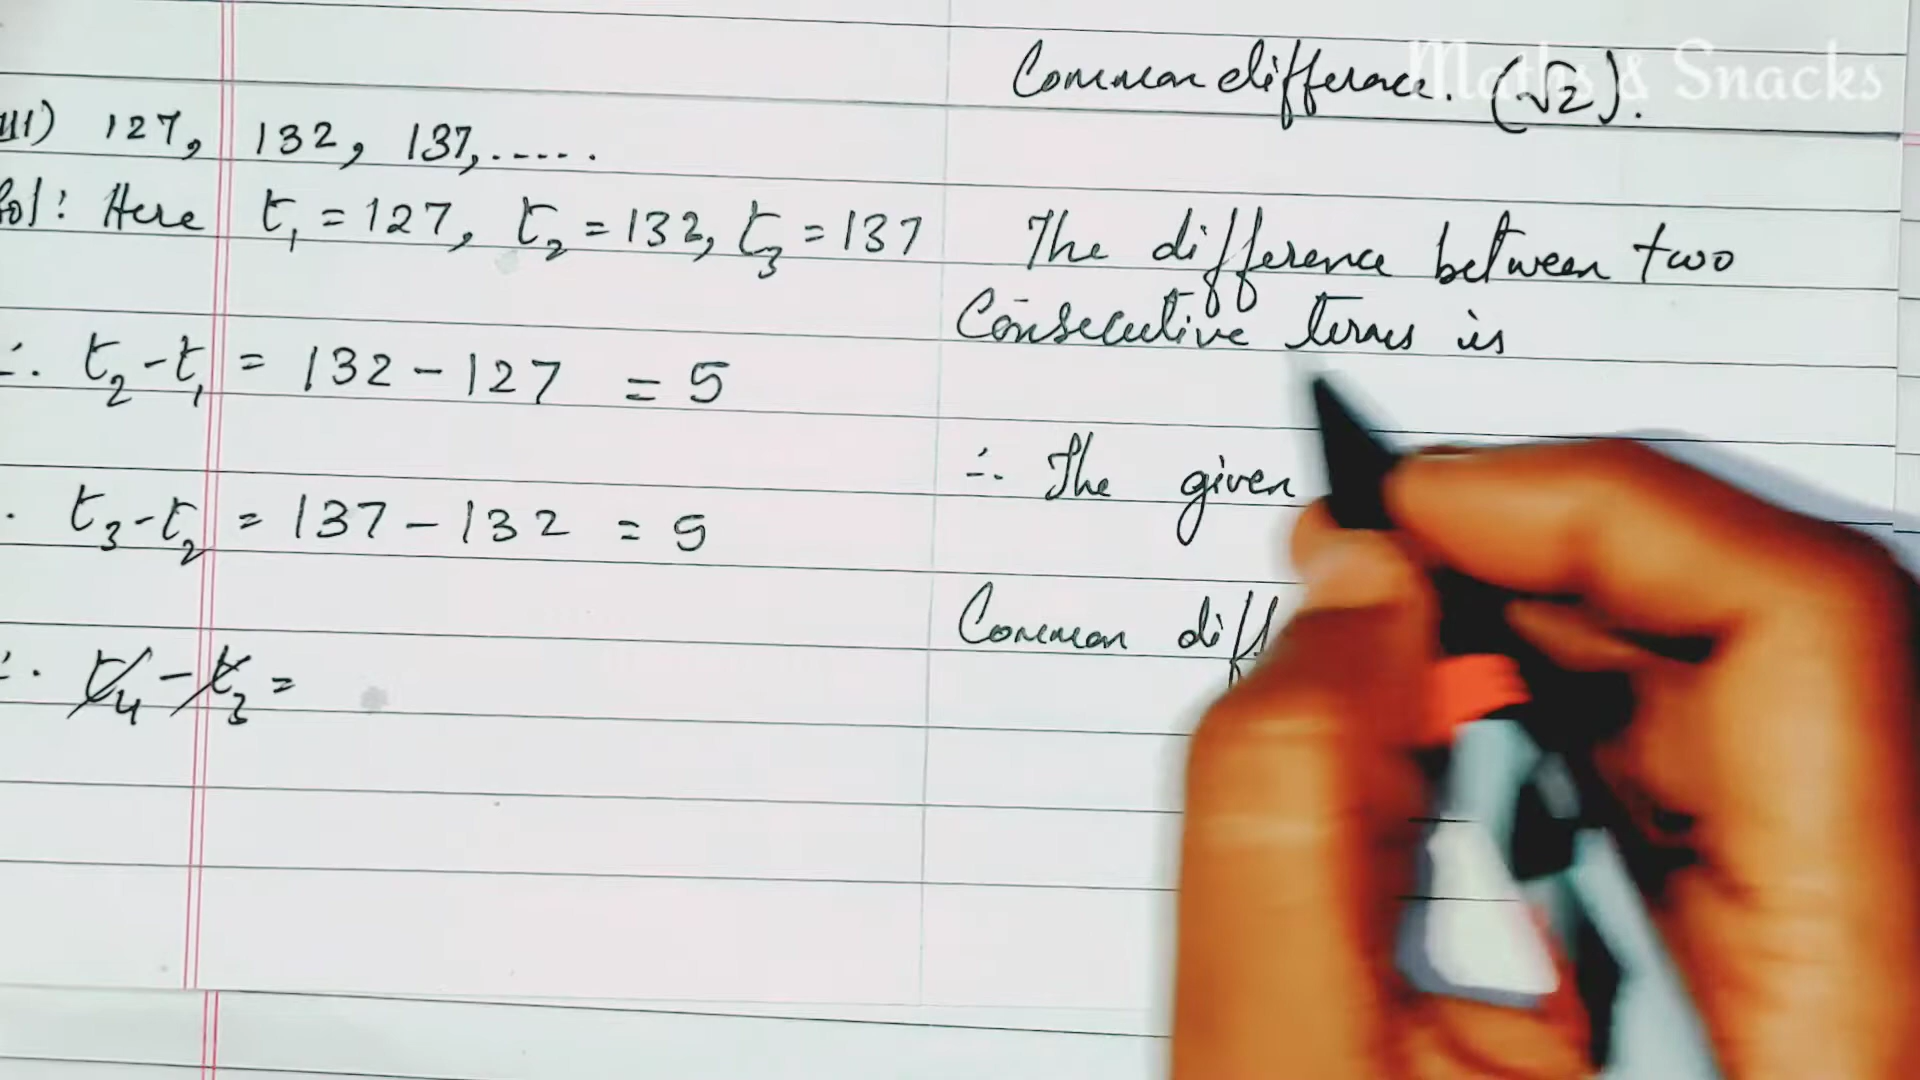 Common difference. (√2).
Maths & Snacks
III) 127, 132, 137,.....
Sol: Here t₁ = 127, t₂ = 132, t₃ = 137
∴ t₂ - t₁ = 132 - 127 = 5
t₃ - t₂ = 137 - 132 = 5
∴ t₄ - t₃ =
The difference between two
Consecutive terms is
∴ The given
Common diff